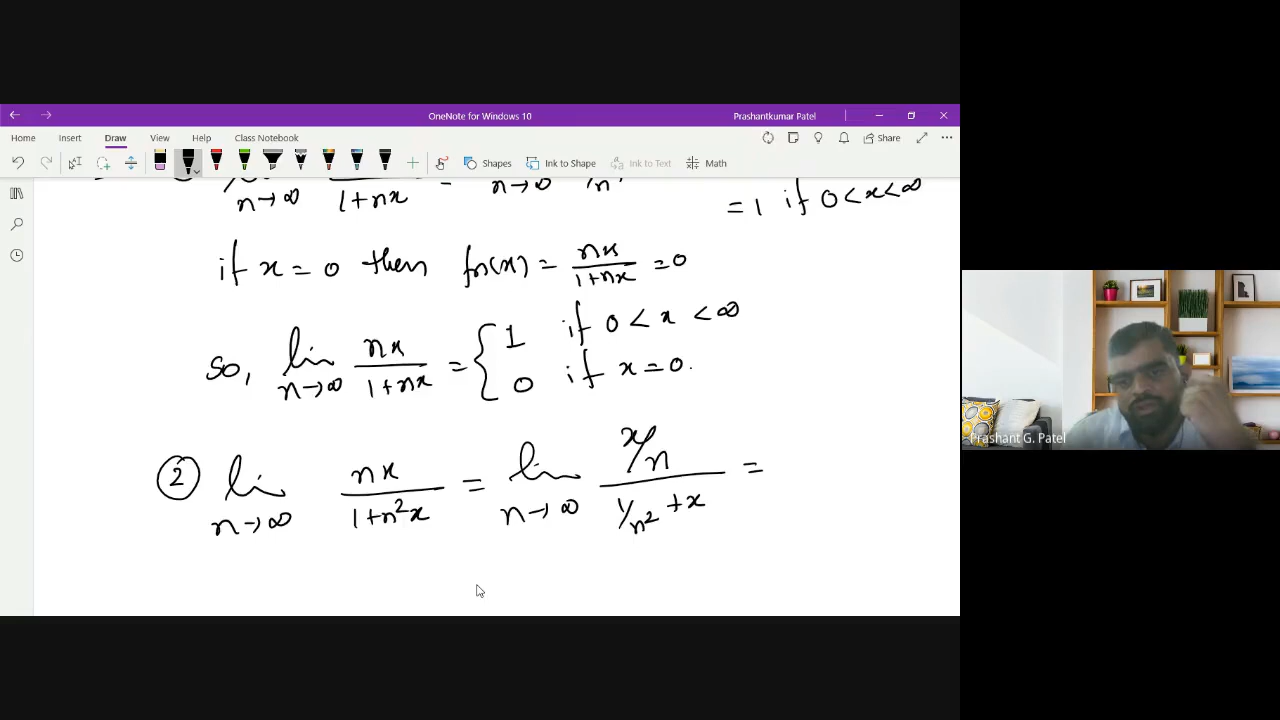 OneNote for Windows 10
Prashantkumar Patel
Home Insert Draw View Help Class Notebook
Share
Shapes Ink to Shape Ink to Text Math
n→∞ 1+nx = n→∞ 1/n
= 1 if 0 < x < ∞
if x = 0 then fn(x) = nx/(1+nx) = 0
so, lim n→∞ nx/(1+nx) = { 1 if 0 < x < ∞
0 if x = 0.
② lim n→∞ nx/(1+n²x) = lim n→∞ (x/n)/(1/n² + x) =
Prashant G. Patel